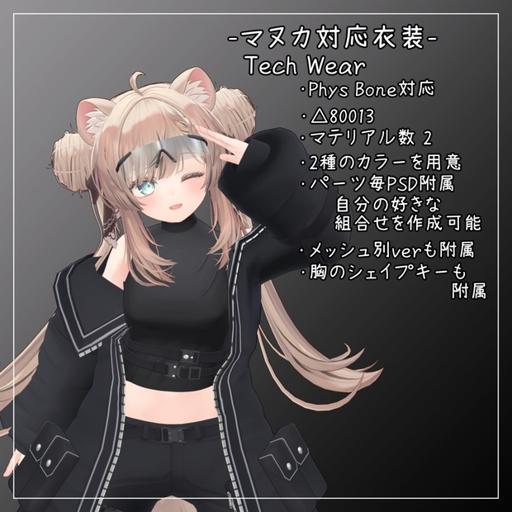 -マヌカ対応衣装-
Tech Wear
・Phys Bone対応
・△80013
・マテリアル数 2
・2種のカラーを用意
・パーツ毎PSD附属
自分の好きな
組合せを作成可能
・メッシュ別verも附属
・胸のシェイプキーも
附属